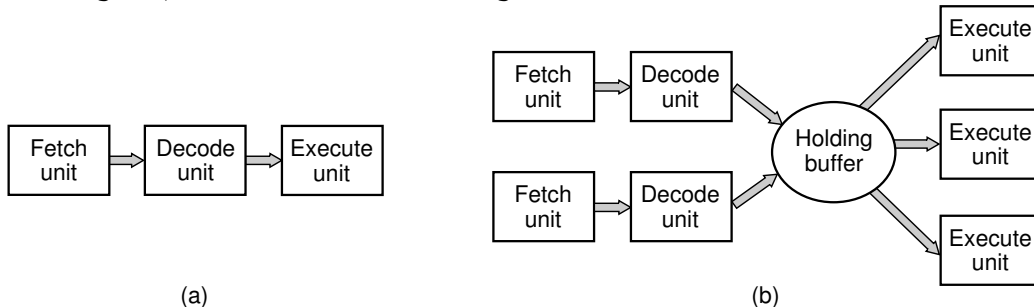 Fetch
unit
Decode
unit
Execute
unit
(a)
Fetch
unit
Decode
unit
Fetch
unit
Decode
unit
Holding
buffer
Execute
unit
Execute
unit
Execute
unit
(b)